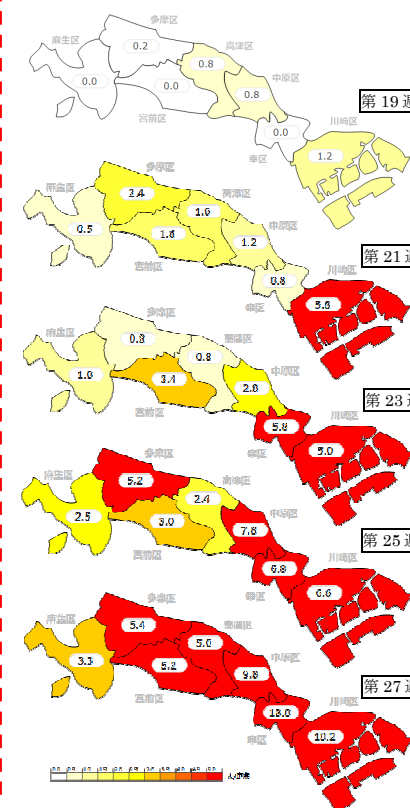 多摩区
麻生区
0.2
高津区
0.8
中原区
0.0
0.0
0.8
宮前区
第 19 週
0.0
川崎区
幸区
1.2
多摩区
麻生区
2.4
高津区
1.6
0.5
1.8
中原区
1.2
第 21 週
宮前区
0.8
川崎区
幸区
5.6
多摩区
麻生区
0.8
高津区
0.8
1.8
3.4
中原区
2.8
第 23 週
宮前区
5.8
川崎区
幸区
5.0
多摩区
麻生区
5.2
高津区
2.4
2.5
3.0
中原区
7.8
第 25 週
宮前区
6.8
川崎区
幸区
6.6
多摩区
麻生区
5.4
高津区
5.0
3.3
5.2
中原区
9.8
第 27 週
宮前区
13.0
川崎区
幸区
10.2